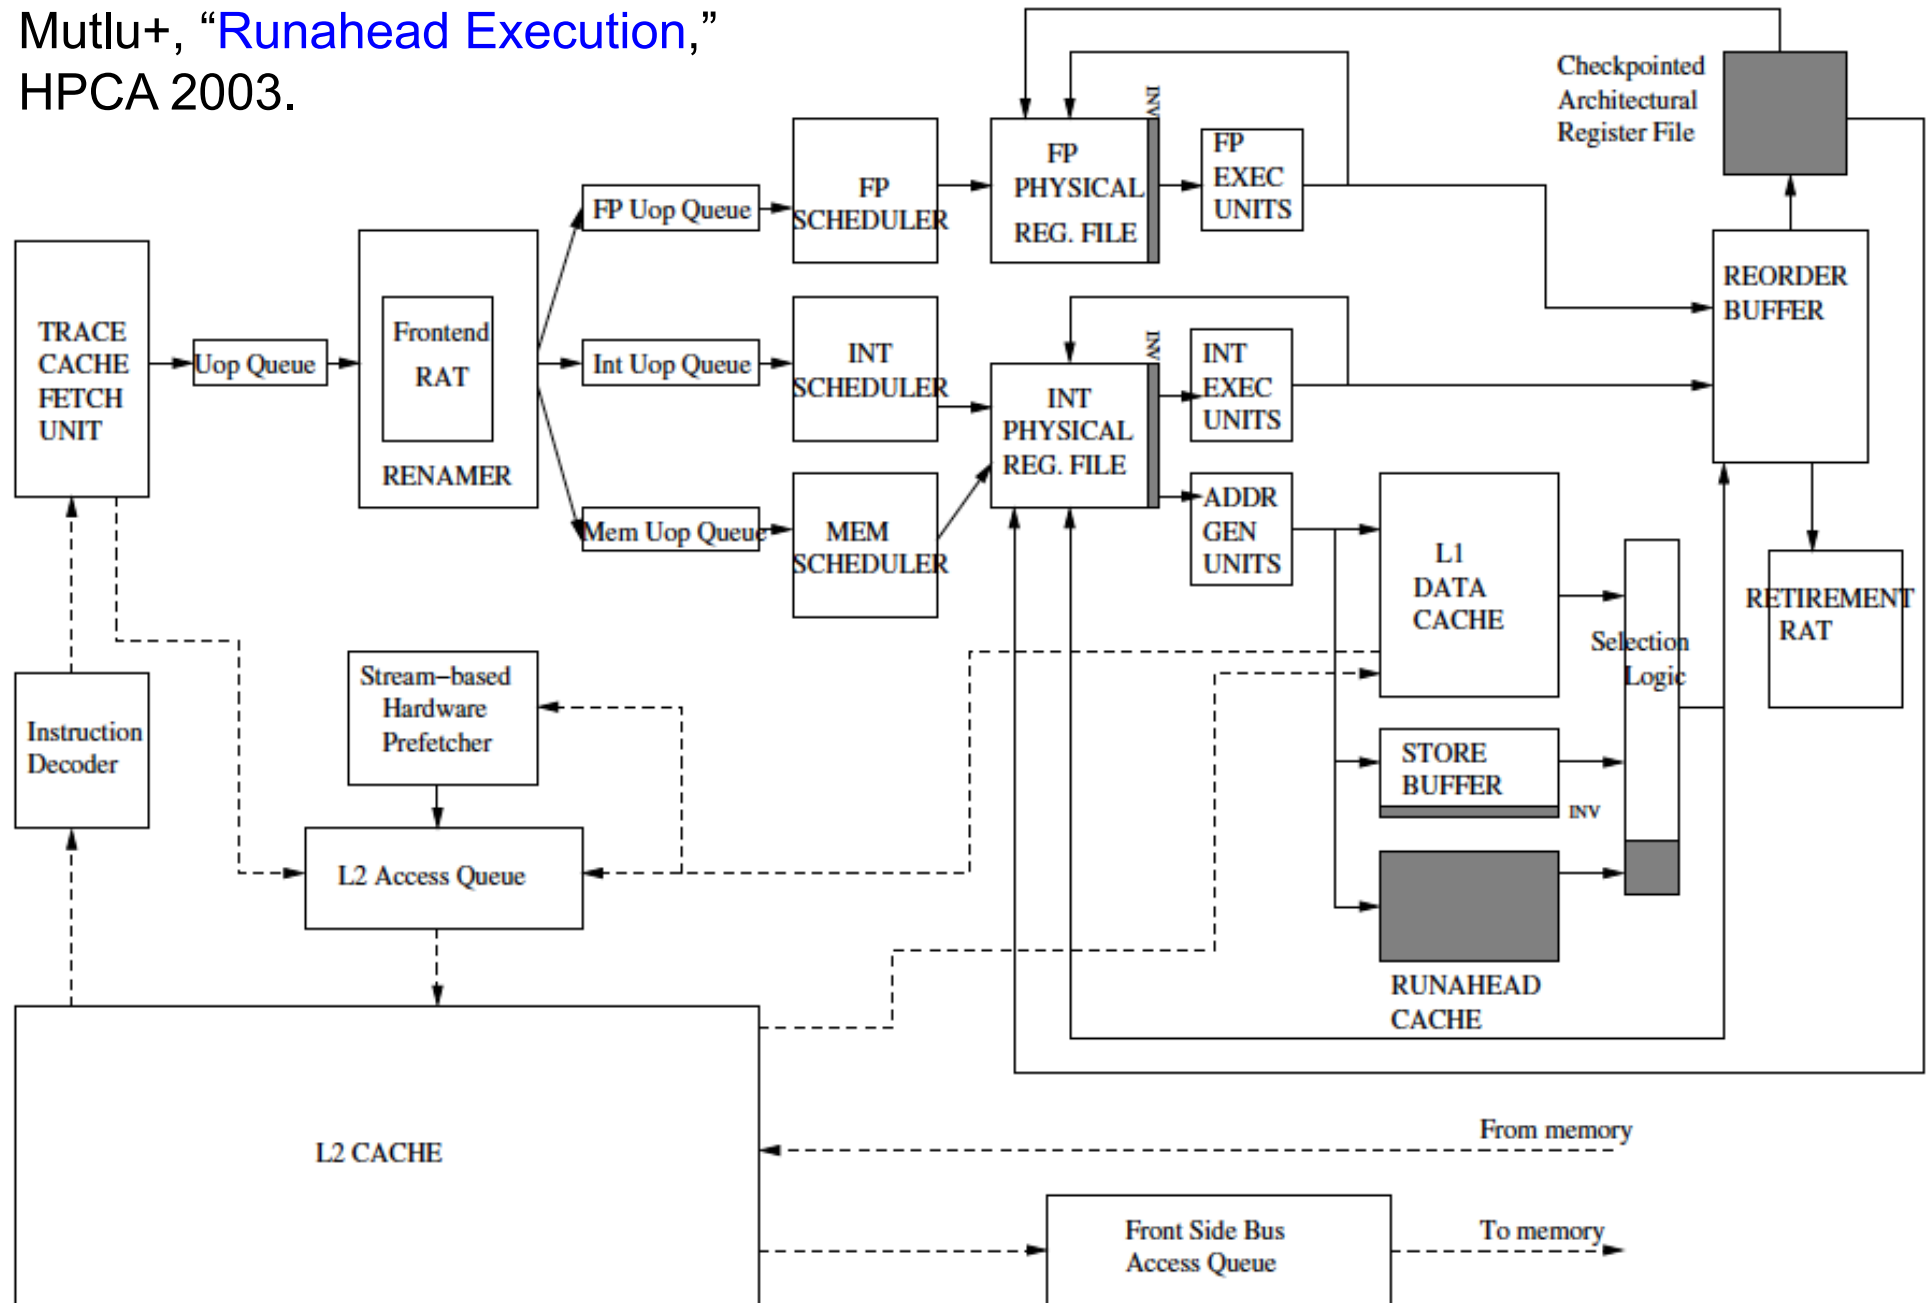 Mutlu+, “Runahead Execution,”
HPCA 2003.
Checkpointed
Architectural
Register File
INV
FP
PHYSICAL
REG. FILE
FP
EXEC
UNITS
FP
SCHEDULER
FP Uop Queue
REORDER
BUFFER
TRACE
CACHE
FETCH
UNIT
Uop Queue
Frontend
RAT
RENAMER
Int Uop Queue
INT
SCHEDULER
INV
INT
PHYSICAL
REG. FILE
INT
EXEC
UNITS
Mem Uop Queue
MEM
SCHEDULER
ADDR
GEN
UNITS
L1
DATA
CACHE
Selection
Logic
RETIREMENT
RAT
Instruction
Decoder
Stream-based
Hardware
Prefetcher
STORE
BUFFER
INV
L2 Access Queue
RUNAHEAD
CACHE
L2 CACHE
From memory
Front Side Bus
Access Queue
To memory